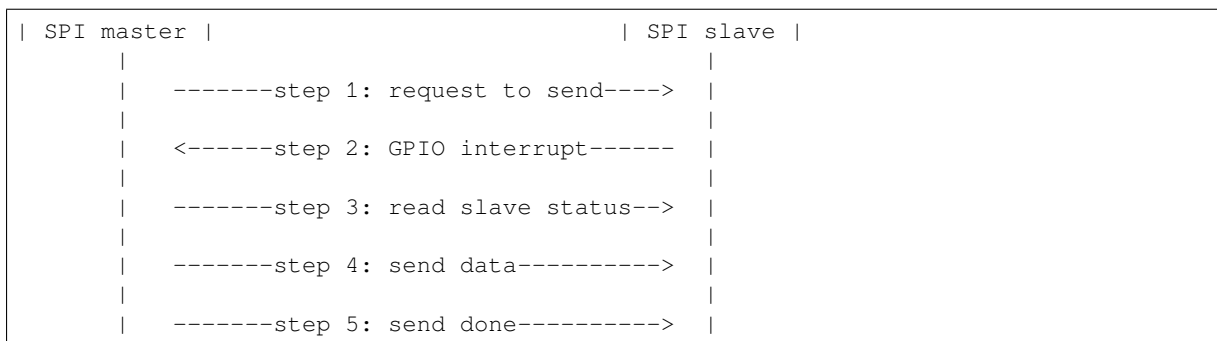 | SPI master |                                 | SPI slave |
       |                                               |
       |   -------step 1: request to send---->  |
       |                                               |
       |   <------step 2: GPIO interrupt------  |
       |                                               |
       |   -------step 3: read slave status-->  |
       |                                               |
       |   -------step 4: send data---------->  |
       |                                               |
       |   -------step 5: send done---------->  |